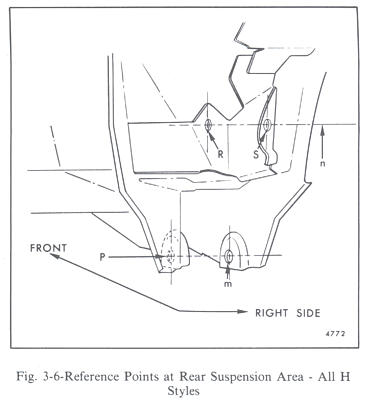 R
S
n
FRONT
P
m
RIGHT SIDE
4772
Fig. 3-6-Reference Points at Rear Suspension Area - All H
Styles